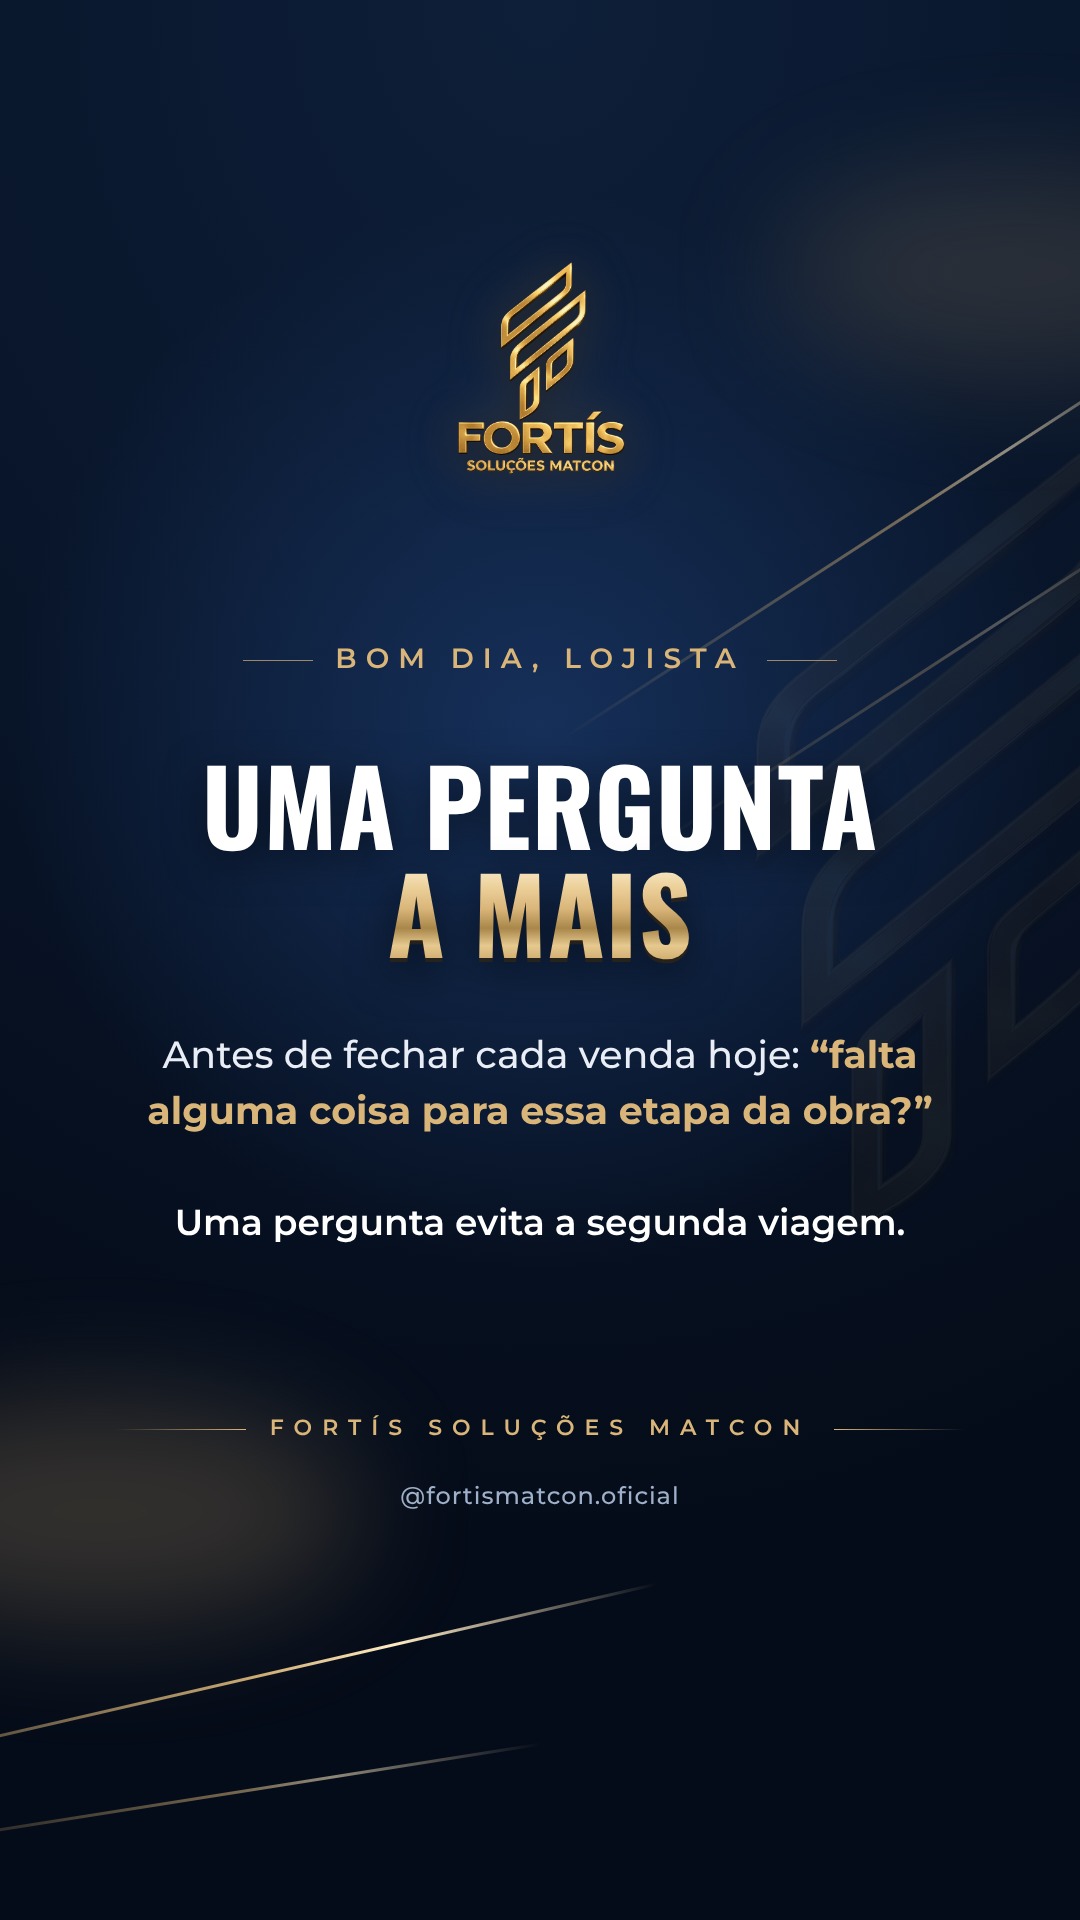 FORTÍS
SOLUÇÕES MATCON
BOM DIA, LOJISTA
UMA PERGUNTA
A MAIS
Antes de fechar cada venda hoje: “falta
alguma coisa para essa etapa da obra?”
Uma pergunta evita a segunda viagem.
FORTÍS SOLUÇÕES MATCON
@fortismatcon.oficial